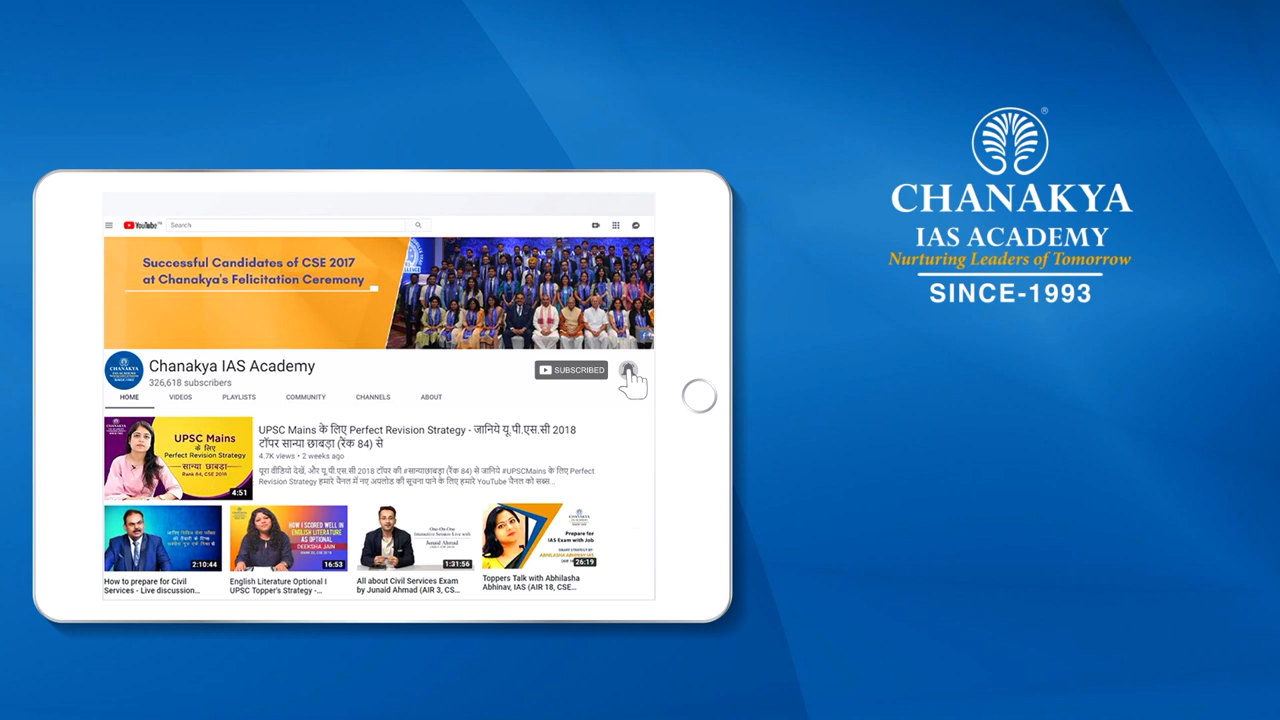 CHANAKYA
IAS ACADEMY
Nurturing Leaders of Tomorrow
SINCE-1993
YouTube
Search
Successful Candidates of CSE 2017
at Chanakya's Felicitation Ceremony
Chanakya IAS Academy
326,618 subscribers
SUBSCRIBED
HOME VIDEOS PLAYLISTS COMMUNITY CHANNELS ABOUT
UPSC Mains
के लिए
Perfect Revision Strategy
सान्या छाबड़ा
Rank 84, CSE 2018
4:51
UPSC Mains के लिए Perfect Revision Strategy - जानिये यू.पी.एस.सी 2018
टॉपर सान्या छाबड़ा (रैंक 84) से
4.7K views • 2 weeks ago
पूरा वीडियो देखें, और यू.पी.एस.सी 2018 टॉपर की #सान्याछाबड़ा (रैंक 84) से जानिये #UPSCMains के लिए Perfect
Revision Strategy हमारे चैनल में नए अपलोड की सूचना पाने के लिए हमारे YouTube चैनल को सब्स...
2:10:44
How to prepare for Civil
Services - Live discussion...
HOW I SCORED WELL IN
ENGLISH LITERATURE
AS OPTIONAL
DEEKSHA JAIN
16:53
English Literature Optional I
UPSC Topper's Strategy -...
One-On-One
Interactive Session Live with
Junaid Ahmad
1:31:56
All about Civil Services Exam
by Junaid Ahmad (AIR 3, CS...
Prepare for
IAS Exam with Job
SMART STRATEGY BY
ABHILASHA ABHINAV IAS
26:19
Toppers Talk with Abhilasha
Abhinav, IAS (AIR 18, CSE...